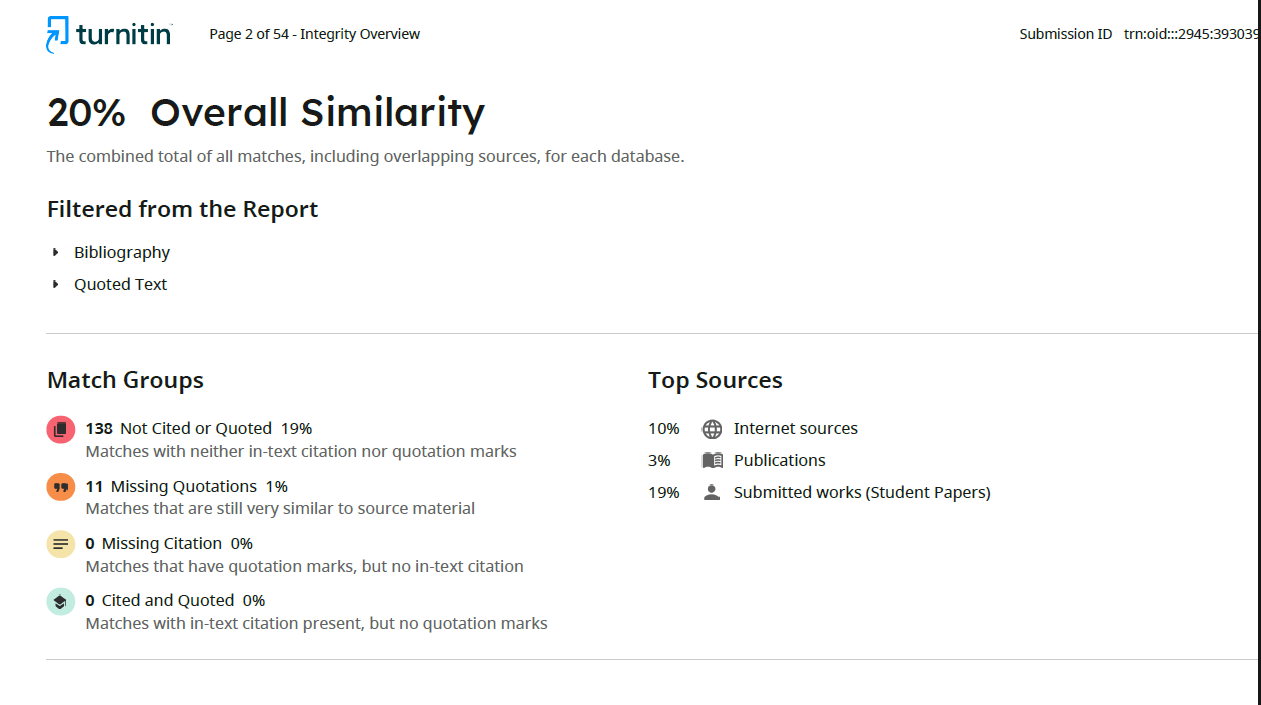 turnitin Page 2 of 54 - Integrity Overview Submission ID trn:oid:::2945:393039
20% Overall Similarity
The combined total of all matches, including overlapping sources, for each database.
Filtered from the Report
Bibliography
Quoted Text
Match Groups
138 Not Cited or Quoted 19%
Matches with neither in-text citation nor quotation marks
11 Missing Quotations 1%
Matches that are still very similar to source material
0 Missing Citation 0%
Matches that have quotation marks, but no in-text citation
0 Cited and Quoted 0%
Matches with in-text citation present, but no quotation marks
Top Sources
10% Internet sources
3% Publications
19% Submitted works (Student Papers)